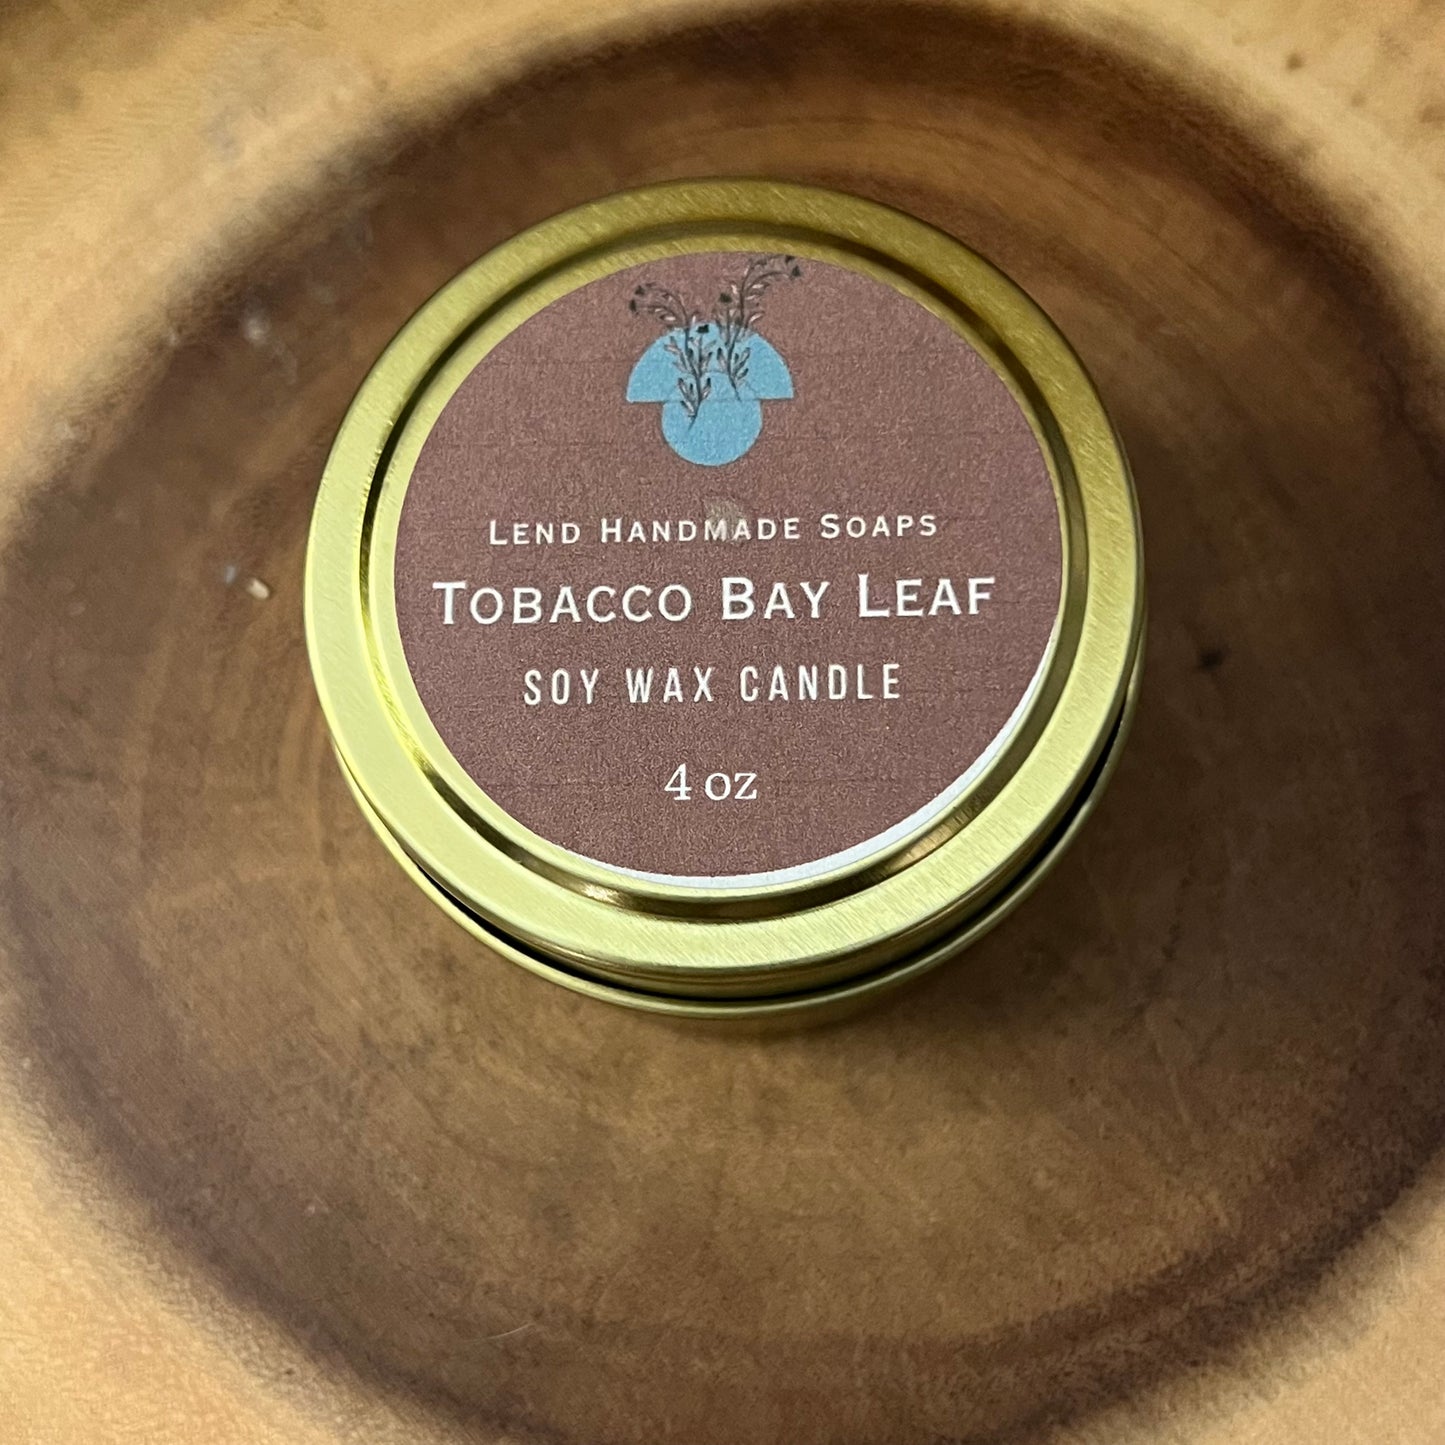 Lend Handmade Soaps
Tobacco Bay Leaf
SOY WAX CANDLE
4 oz